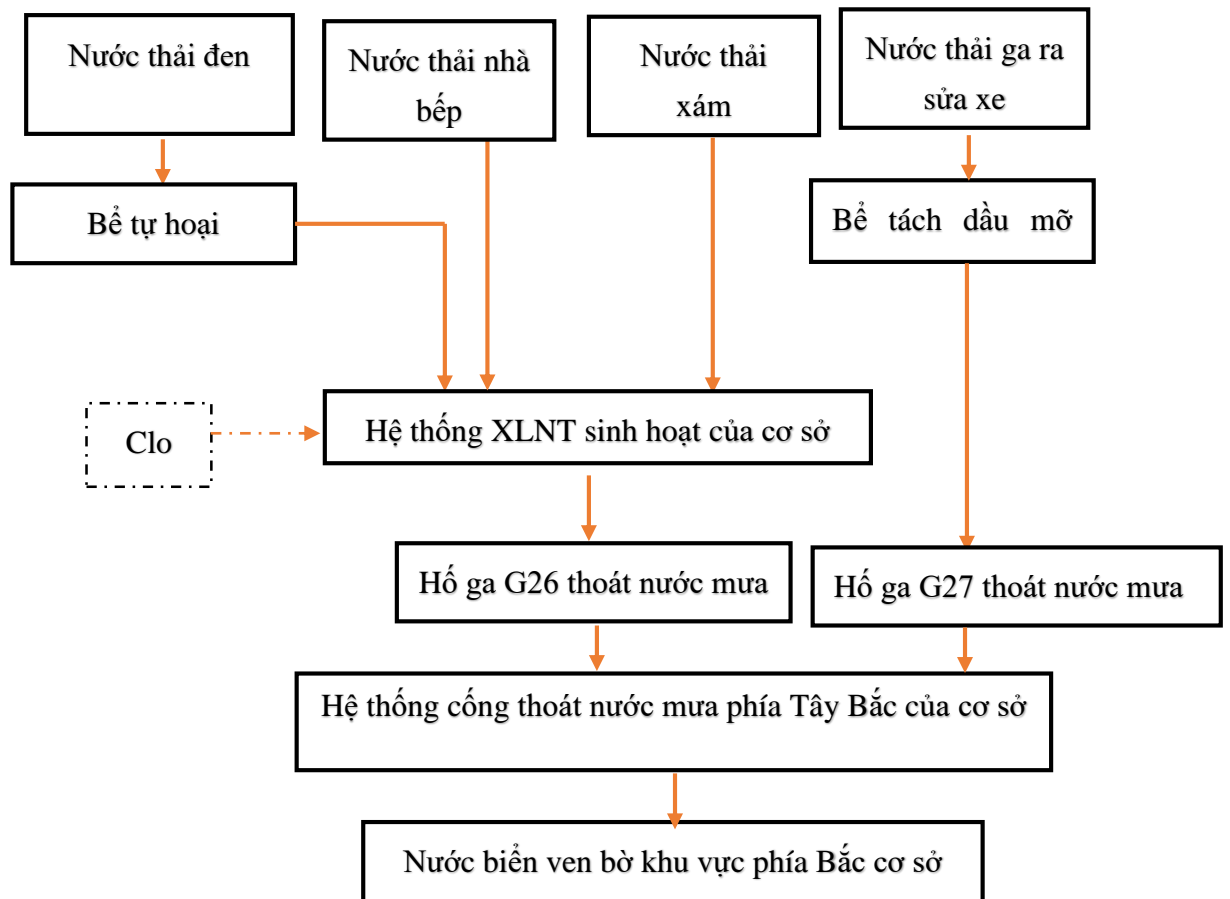 Nước thải đen
Nước thải nhà
bếp
Nước thải
xám
Nước thải ga ra
sửa xe
Bể tự hoại
Bể tách dầu mỡ
Clo
Hệ thống XLNT sinh hoạt của cơ sở
Hố ga G26 thoát nước mưa
Hố ga G27 thoát nước mưa
Hệ thống cống thoát nước mưa phía Tây Bắc của cơ sở
Nước biển ven bờ khu vực phía Bắc cơ sở